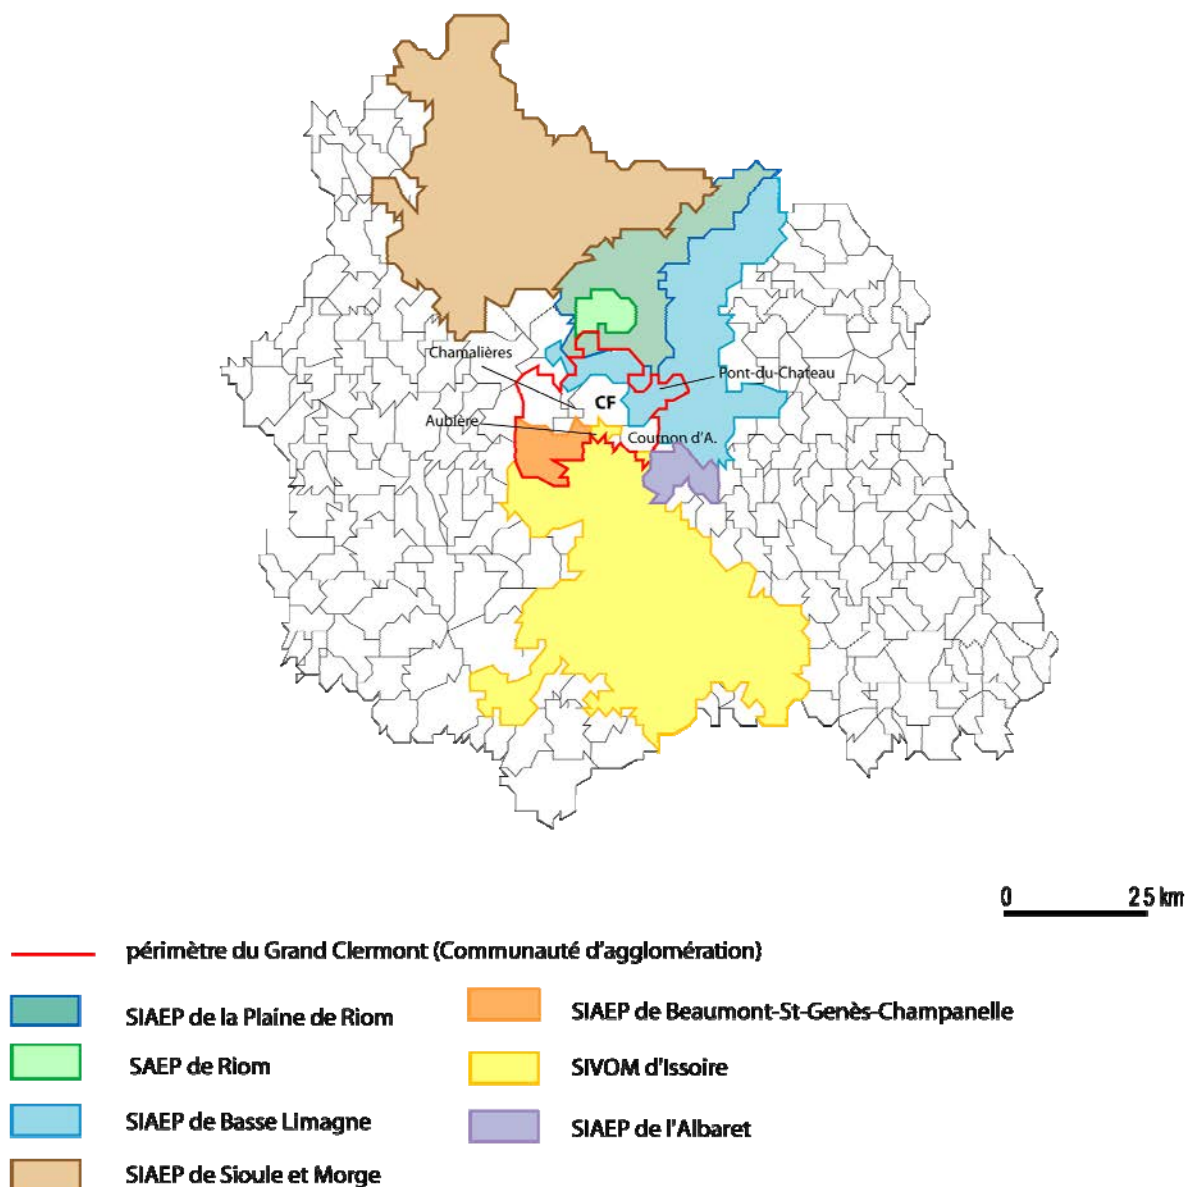 Chamalières
Pont-du-Chateau
CF
Aubière
Cournon d'A.
0 25 km
périmètre du Grand Clermont (Communauté d'agglomération)
SIAEP de la Plaine de Riom
SIAEP de Beaumont-St-Genès-Champanelle
SAEP de Riom
SIVOM d'Issoire
SIAEP de Basse Limagne
SIAEP de l'Albaret
SIAEP de Sioule et Morge